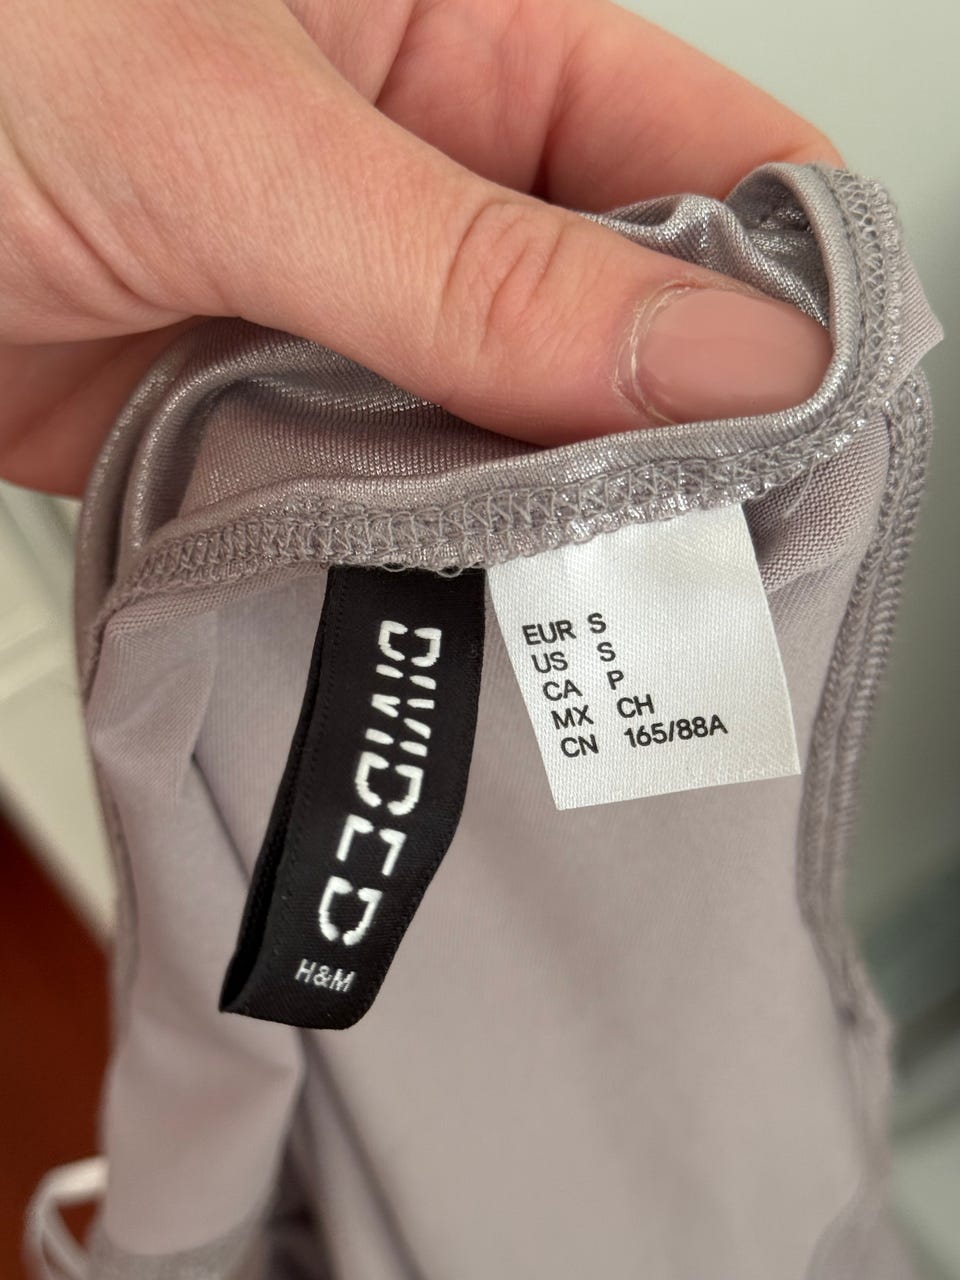 DIVIDED
H&M
EUR S
US S
CA P
MX CH
CN 165/88A